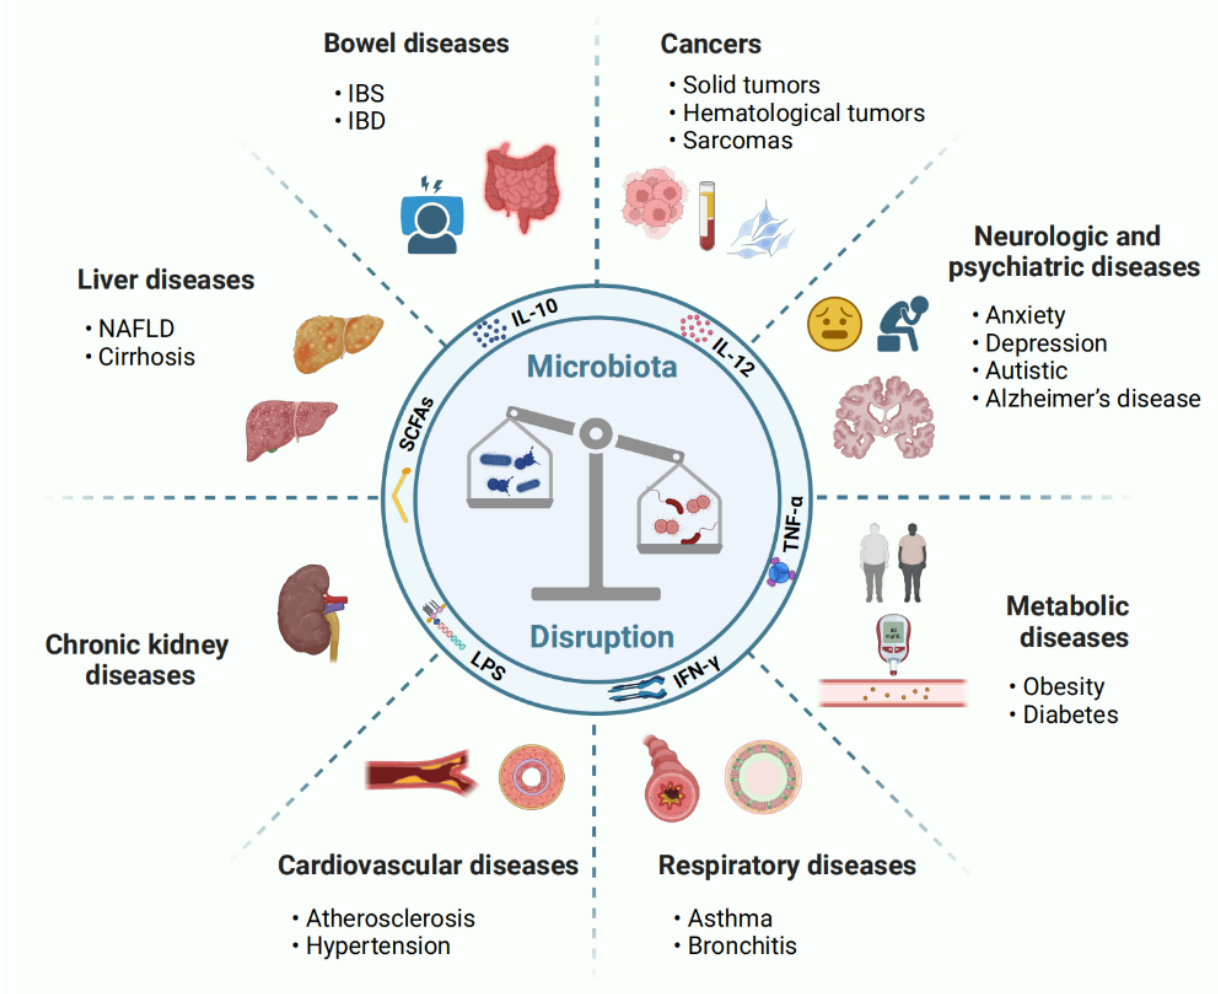 Bowel diseases
• IBS
• IBD
Cancers
• Solid tumors
• Hematological tumors
• Sarcomas
Neurologic and
psychiatric diseases
• Anxiety
• Depression
• Autistic
• Alzheimer’s disease
Liver diseases
• NAFLD
• Cirrhosis
IL-10
IL-12
SCFAs
TNF-α
LPS
IFN-γ
Microbiota
Disruption
Chronic kidney
diseases
Metabolic
diseases
• Obesity
• Diabetes
Cardiovascular diseases
• Atherosclerosis
• Hypertension
Respiratory diseases
• Asthma
• Bronchitis